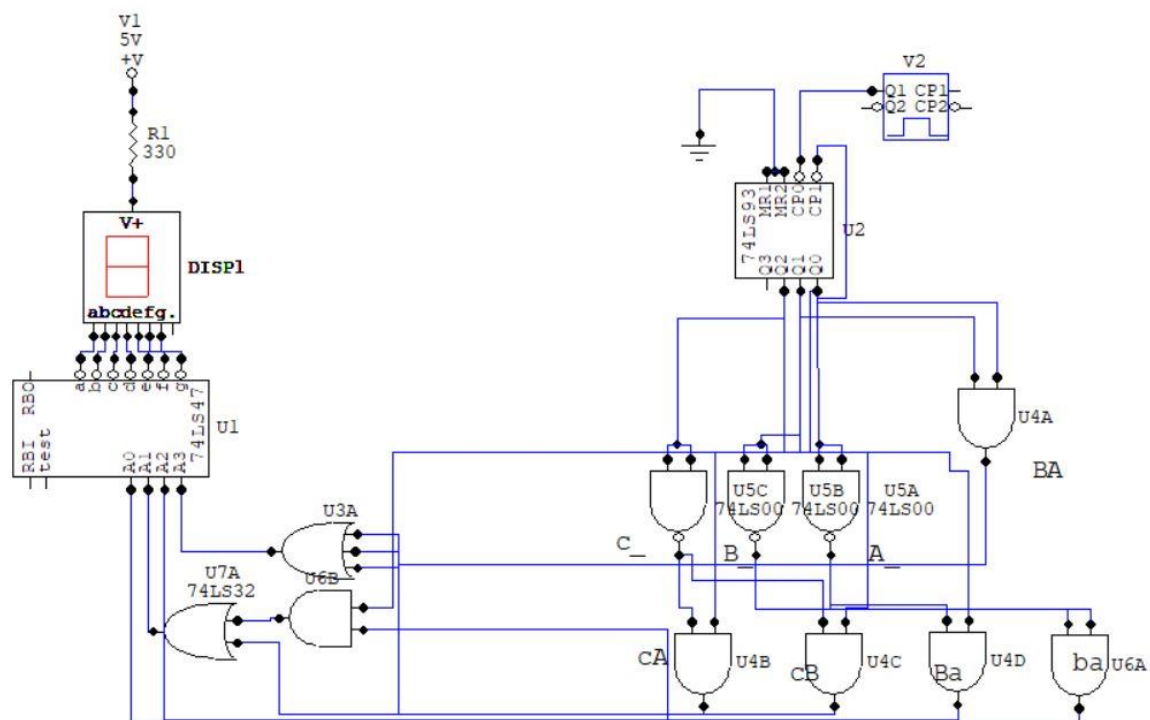 V1
5V
+V
R1
330
V+
DISP1
abcdefg.
a b c d e f g
RBO
RBI
test
A0
A1
A2
A3
74LS47
U1
V2
Q1 CP1
Q2 CP2
74LS93
MR1
MR2
CP0
CP1
Q3
Q2
Q1
Q0
U2
U4A
BA
U5C
74LS00
U5B
74LS00
U5A
74LS00
c_
B_
A_
U3A
U7A
74LS32
U6B
cA
U4B
cB
U4C
Ba
U4D
ba
U6A